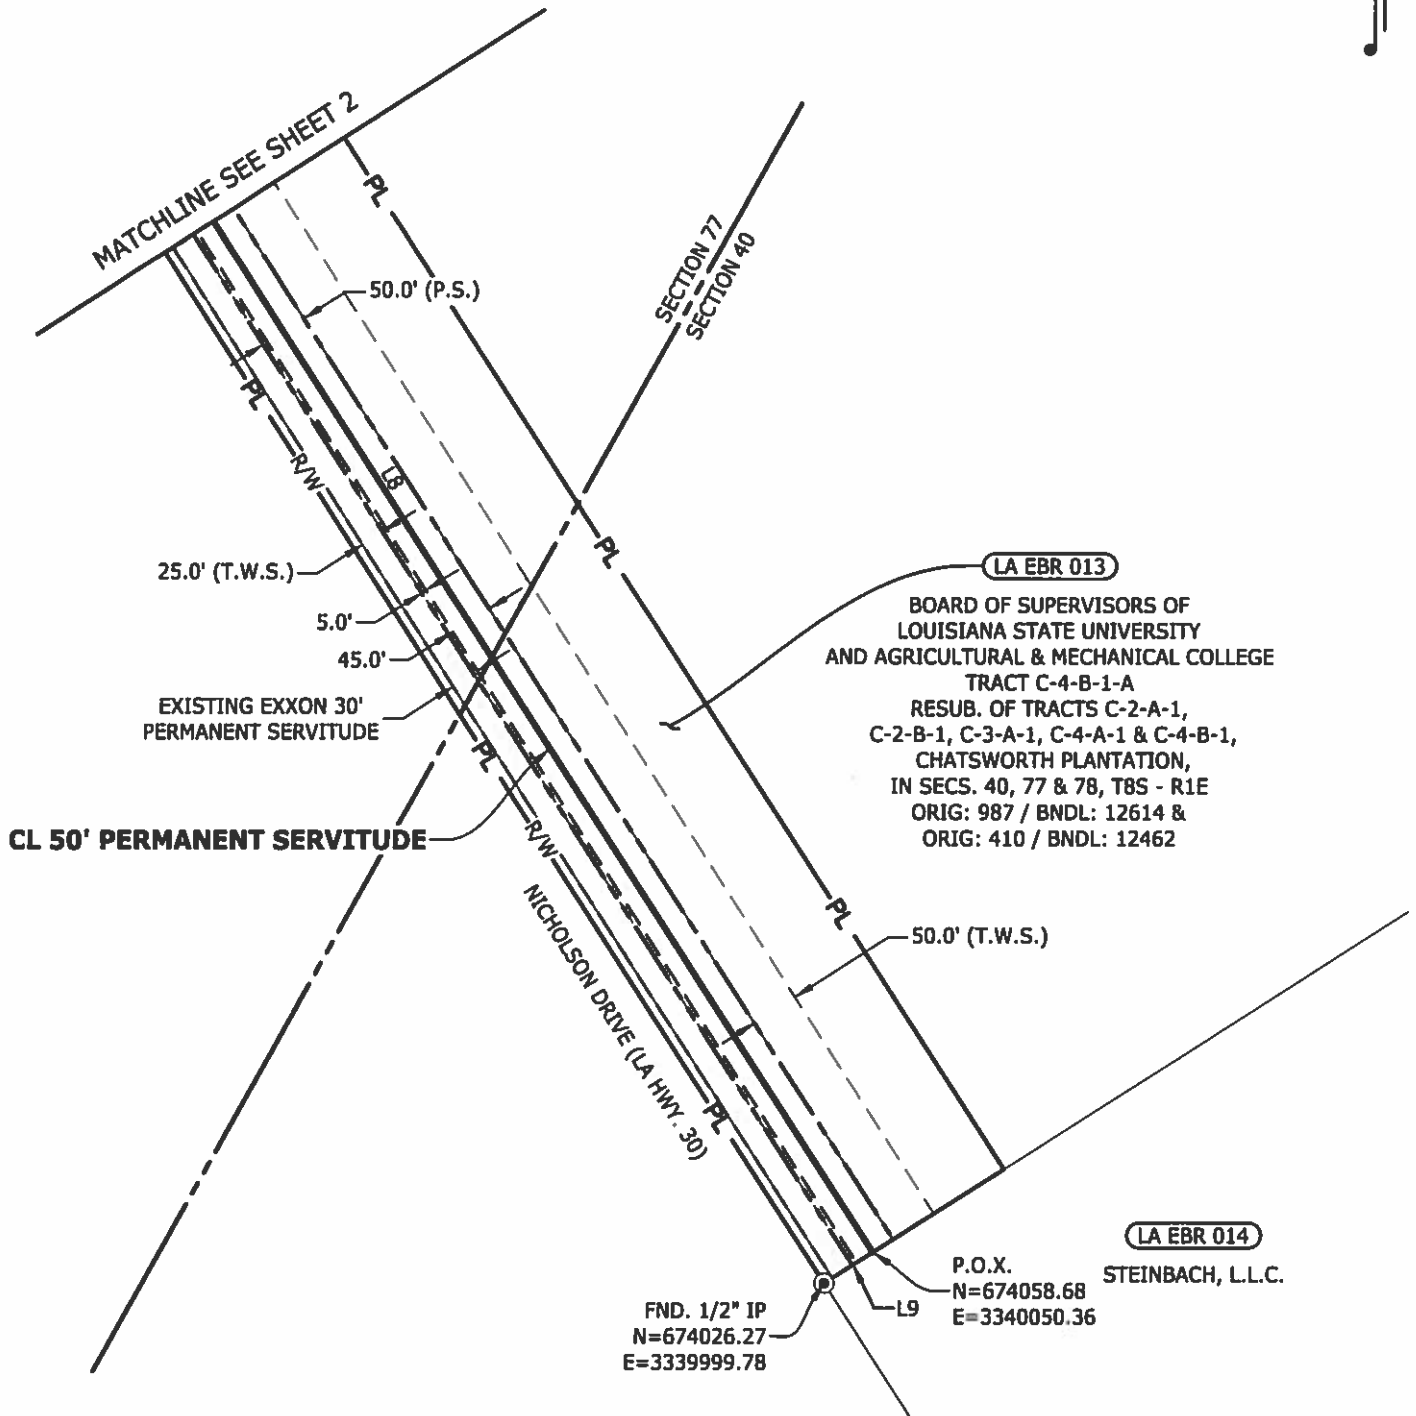 MATCHLINE SEE SHEET 2
PL
50.0' (P.S.)
SECTION 77
SECTION 40
PL
R/W
L8
25.0' (T.W.S.)
5.0'
45.0'
PL
LA EBR 013
BOARD OF SUPERVISORS OF
LOUISIANA STATE UNIVERSITY
AND AGRICULTURAL & MECHANICAL COLLEGE
TRACT C-4-B-1-A
RESUB. OF TRACTS C-2-A-1,
C-2-B-1, C-3-A-1, C-4-A-1 & C-4-B-1,
CHATSWORTH PLANTATION,
IN SECS. 40, 77 & 78, T8S - R1E
ORIG: 987 / BNDL: 12614 &
ORIG: 410 / BNDL: 12462
EXISTING EXXON 30'
PERMANENT SERVITUDE
PL
CL 50' PERMANENT SERVITUDE
R/W
NICHOLSON DRIVE (LA HWY. 30)
PL
50.0' (T.W.S.)
PL
LA EBR 014
STEINBACH, L.L.C.
P.O.X.
N=674058.68
E=3340050.36
L9
FND. 1/2" IP
N=674026.27
E=3339999.78